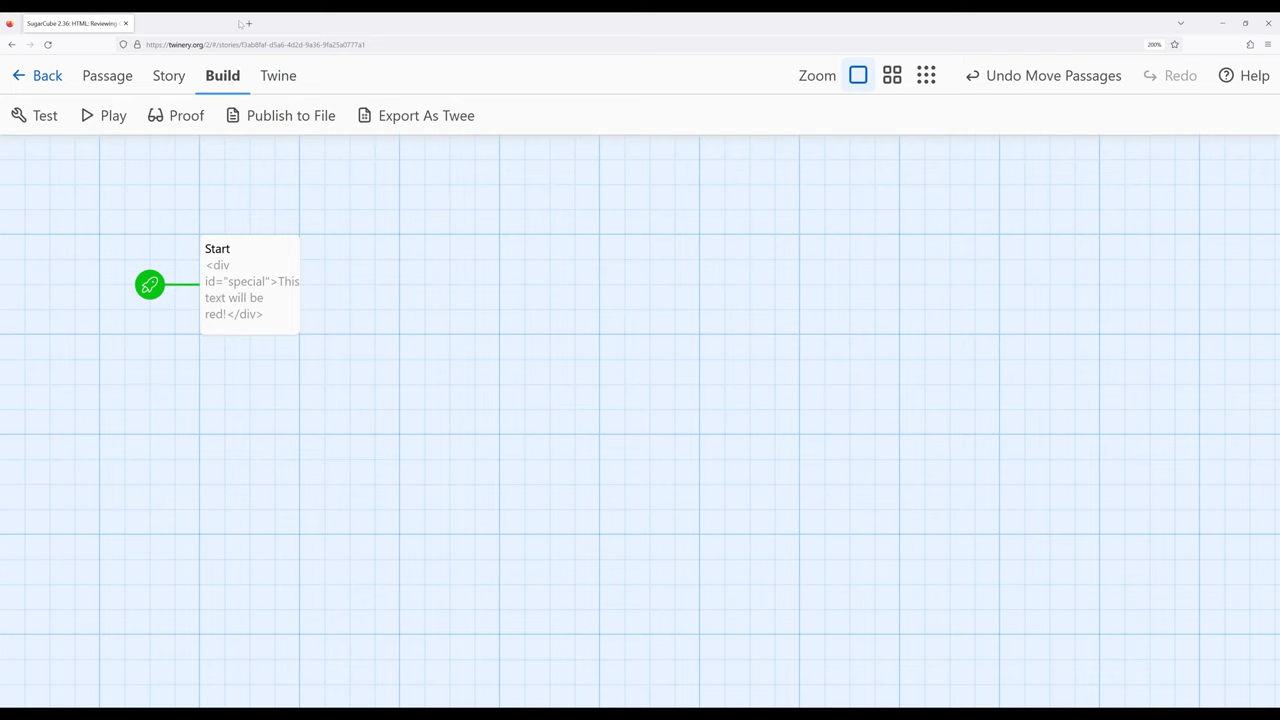 SugarCube 2.36: HTML: Reviewing
https://twinery.org/2/#/stories/f3ab8faf-d5a6-4d2d-9a36-9fa25a0777a1
200%
Back Passage Story Build Twine Zoom Undo Move Passages Redo Help
Test Play Proof Publish to File Export As Twee
Start
<div
id="special">This
text will be
red!</div>